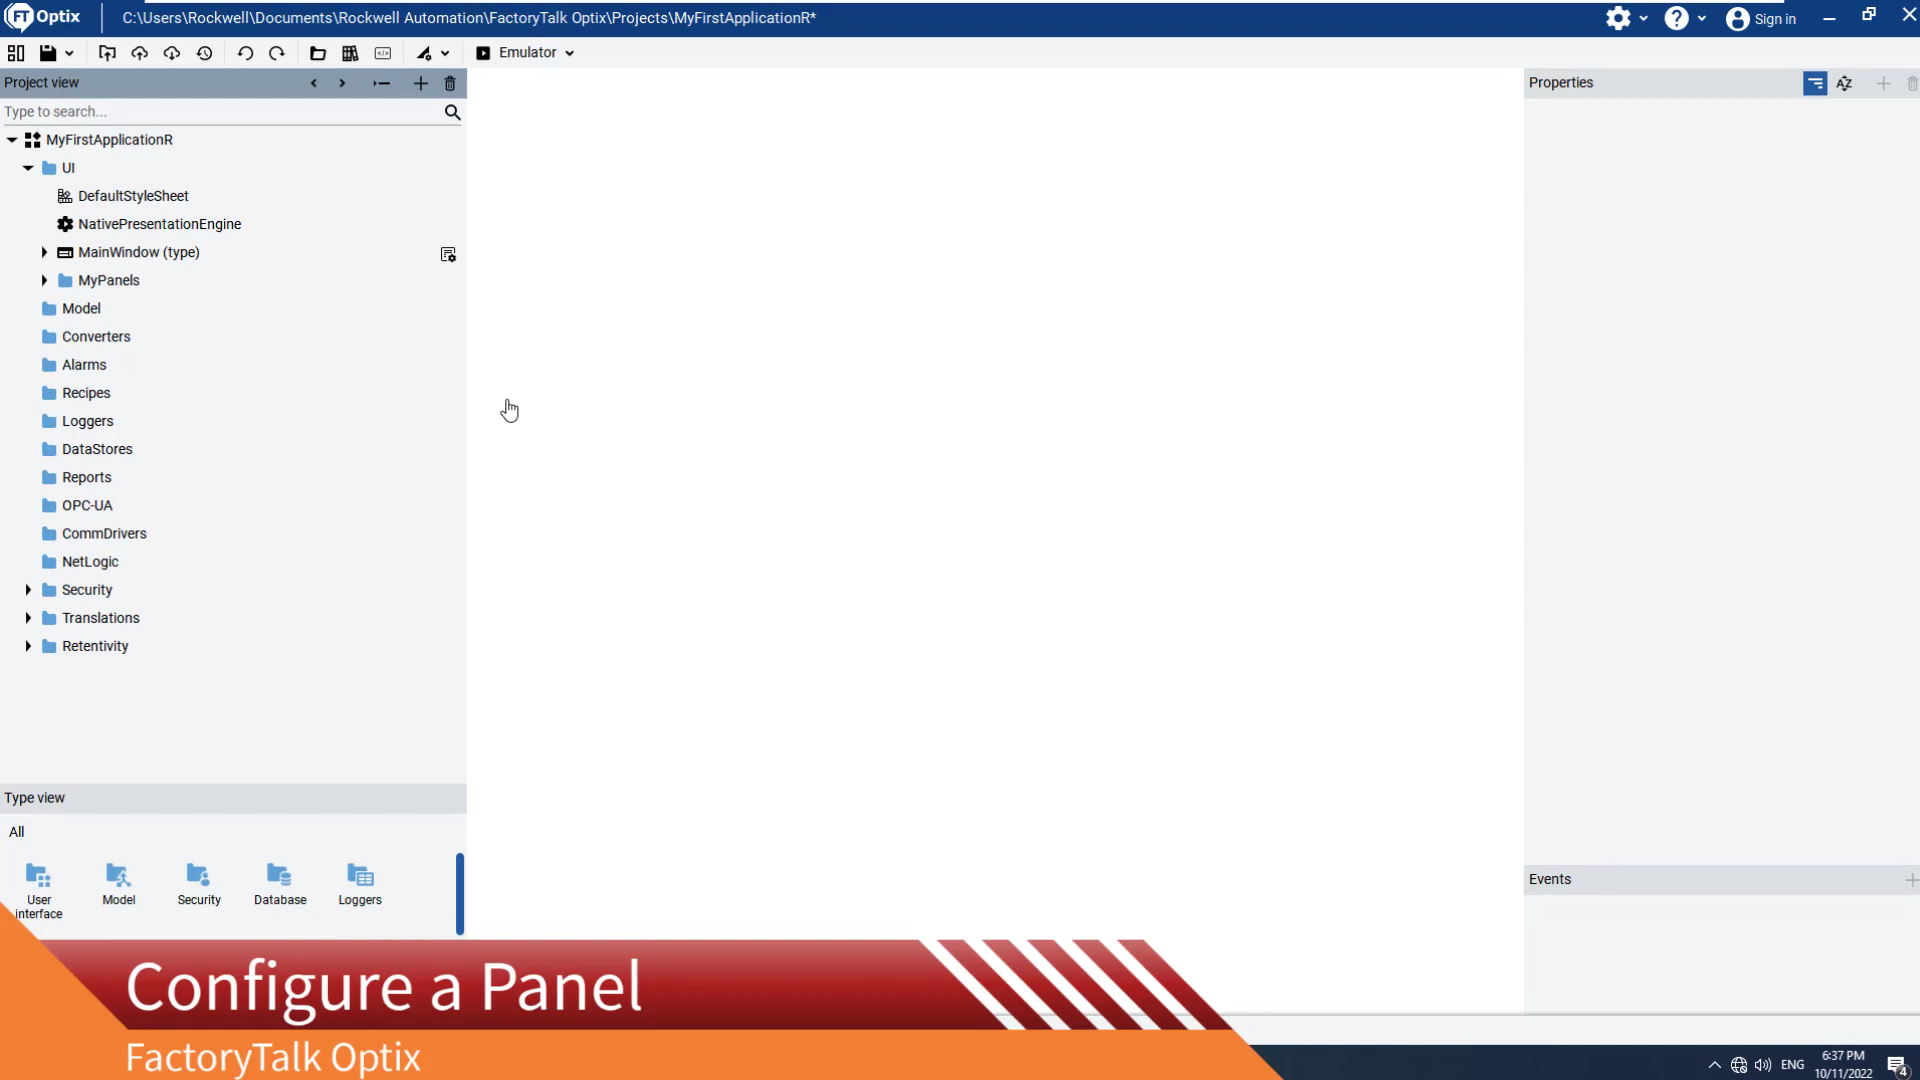 FT Optix
C:\Users\Rockwell\Documents\Rockwell Automation\FactoryTalk Optix\Projects\MyFirstApplicationR*
Sign in
Emulator
Project view
Type to search...
MyFirstApplicationR
UI
DefaultStyleSheet
NativePresentationEngine
MainWindow (type)
MyPanels
Model
Converters
Alarms
Recipes
Loggers
DataStores
Reports
OPC-UA
CommDrivers
NetLogic
Security
Translations
Retentivity
Type view
All
User interface
Model
Security
Database
Loggers
Properties
Events
Configure a Panel
FactoryTalk Optix
ENG
6:37 PM
10/11/2022
4